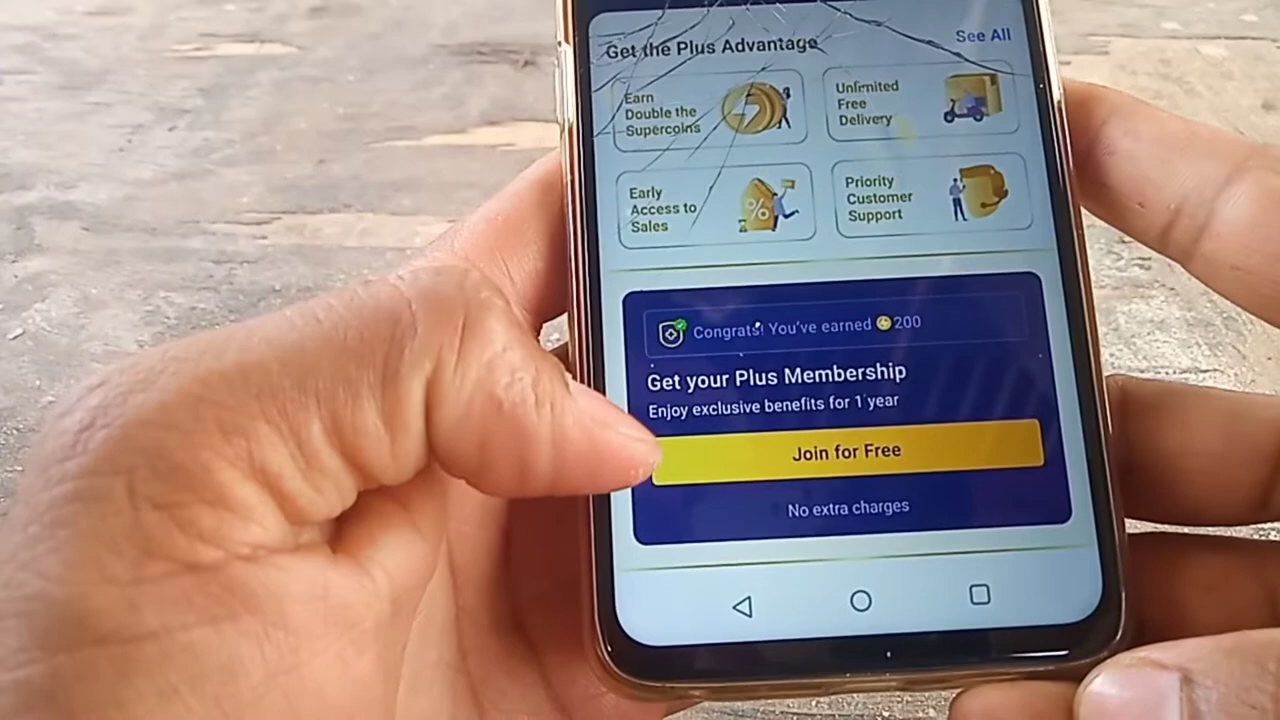 Get the Plus Advantage
See All
Earn
Double the
Supercoins
Unlimited
Free
Delivery
Early
Access to
Sales
%
Priority
Customer
Support
Congrats! You've earned 200
Get your Plus Membership
Enjoy exclusive benefits for 1 year
Join for Free
No extra charges